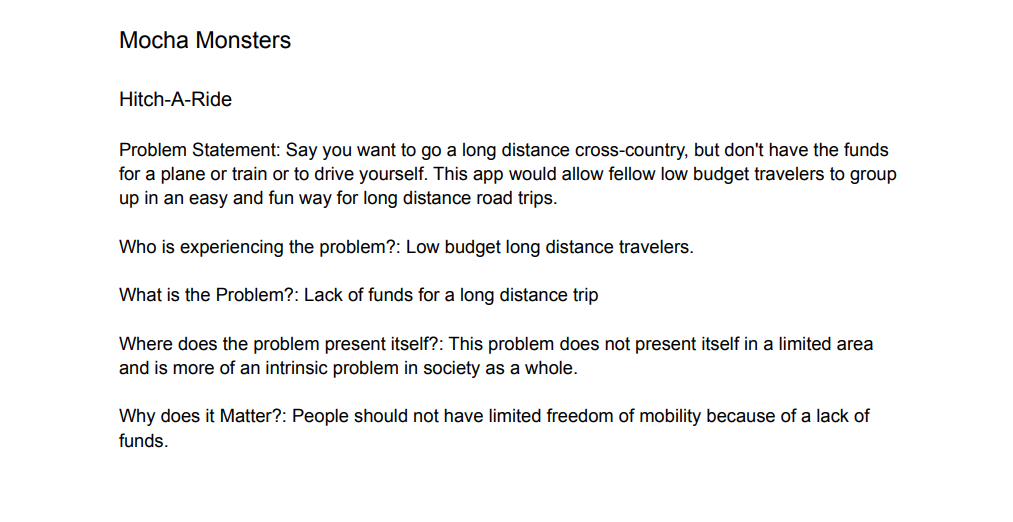 Mocha Monsters
Hitch-A-Ride
Problem Statement: Say you want to go a long distance cross-country, but don't have the funds
for a plane or train or to drive yourself. This app would allow fellow low budget travelers to group
up in an easy and fun way for long distance road trips.
Who is experiencing the problem?: Low budget long distance travelers.
What is the Problem?: Lack of funds for a long distance trip
Where does the problem present itself?: This problem does not present itself in a limited area
and is more of an intrinsic problem in society as a whole.
Why does it Matter?: People should not have limited freedom of mobility because of a lack of
funds.